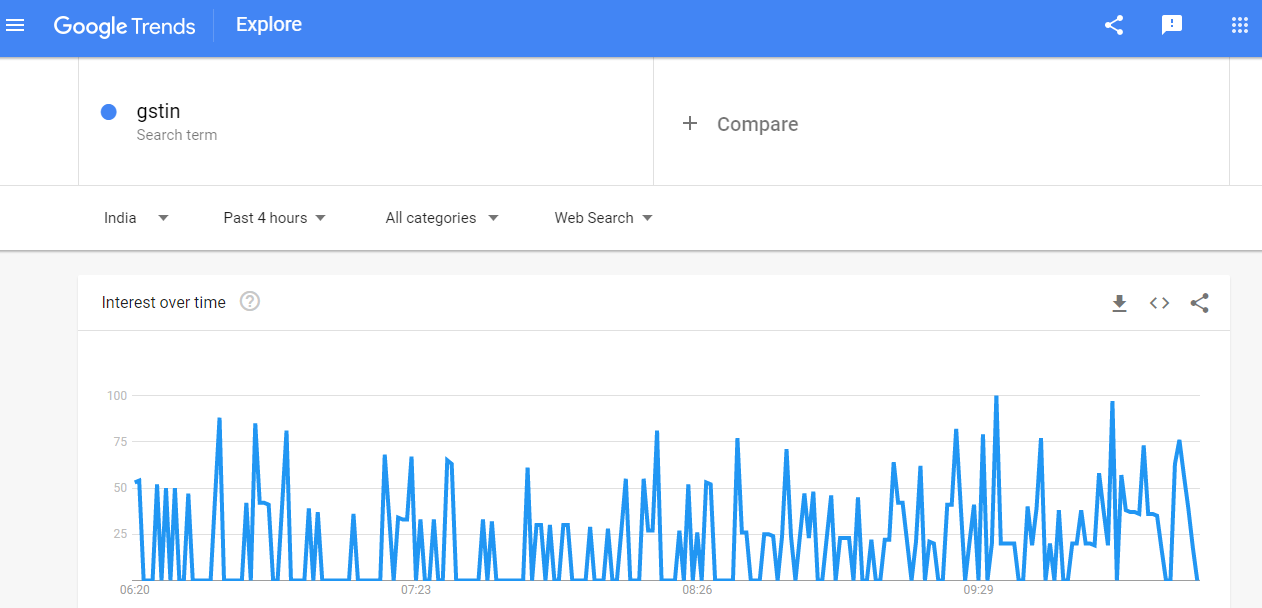 Google Trends Explore
gstin
Search term
Compare
India Past 4 hours All categories Web Search
Interest over time ?
100
75
50
25
06:20 07:23 08:26 09:29